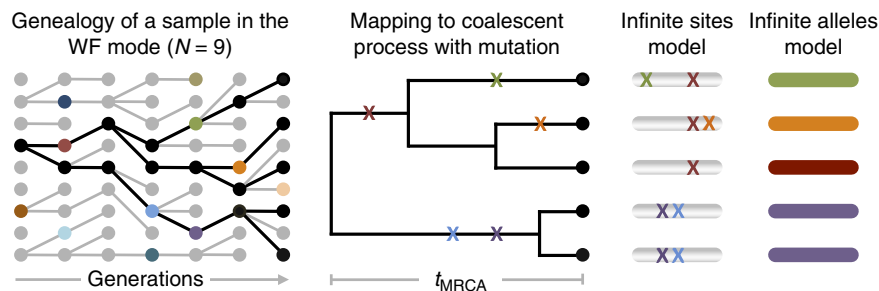 Genealogy of a sample in the
WF mode (N = 9)
Mapping to coalescent
process with mutation
Infinite sites
model
Infinite alleles
model
X X
X X X X
X
X X X X
X X
Generations
tMRCA